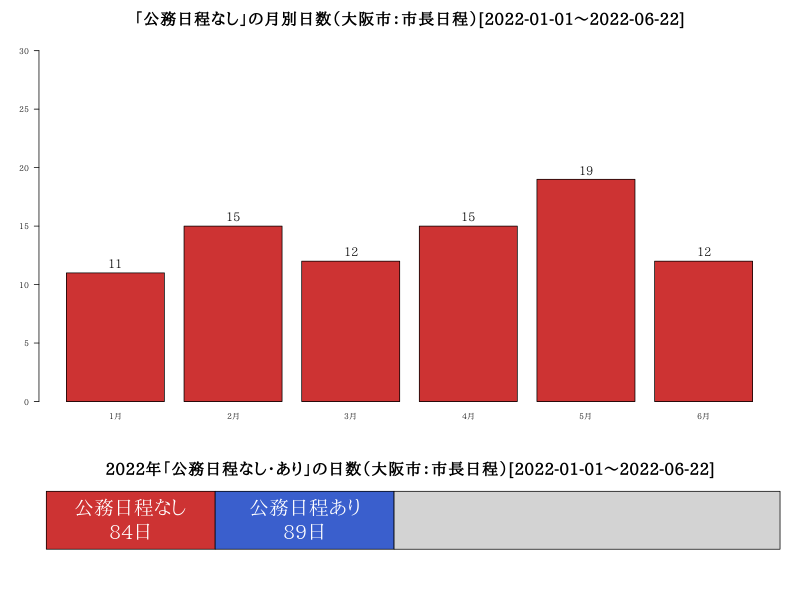 「公務日程なし」の月別日数(大阪市:市長日程)[2022-01-01〜2022-06-22]
30
25
20
15
10
5
0
11
15
12
15
19
12
1月
2月
3月
4月
5月
6月
2022年「公務日程なし・あり」の日数(大阪市:市長日程)[2022-01-01〜2022-06-22]
公務日程なし
84日
公務日程あり
89日